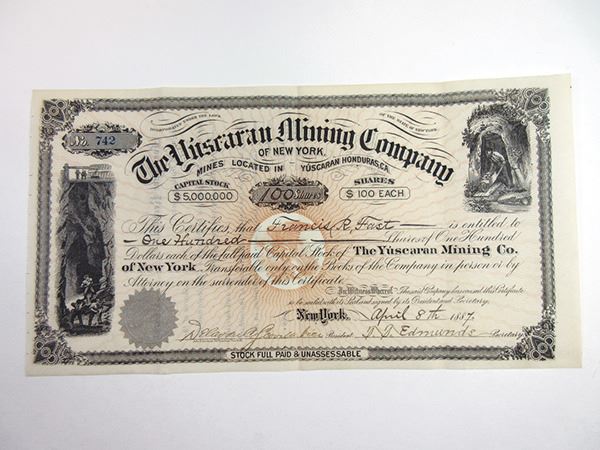 INCORPORATED UNDER THE LAWS
OF THE STATE OF NEW YORK.
No. 742
The Yúscaran Mining Company
OF NEW YORK
MINES LOCATED IN YÚSCARAN HONDURAS, C.A.
CAPITAL STOCK
$5,000,000
100 Shares
SHARES
$100 EACH
This Certifies, that Francis R. Fast is entitled to
One Hundred Shares of One Hundred
Dollars each of the full paid Capital Stock of The Yúscaran Mining Co.
of New York Transferable only on the Books of the Company in person or by
Attorney on the surrender of this Certificate.
In Witness Whereof The said Company has caused this Certificate
to be sealed with its Seal and signed by its President and Secretary.
New York, April 8th 1887.
Vice President
Edmunds Secretary
STOCK FULL PAID & UNASSESSABLE